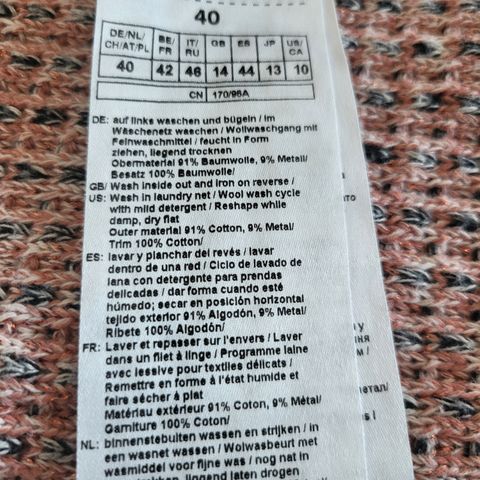 40
DE/NL/ CH/AT/PL BE/ FR IT/ RU GB ES JP US/ CA
40 42 46 14 44 13 10
CN 170/96A
DE: auf links waschen und bügeln / im
Wäschenetz waschen / Wollwaschgang mit
Feinwaschmittel / feucht in Form
ziehen, liegend trocknen
Obermaterial 91% Baumwolle, 9% Metall/
Besatz 100% Baumwolle/
GB/ Wash inside out and iron on reverse /
US: Wash in laundry net / Wool wash cycle
with mild detergent / Reshape while
damp, dry flat
Outer material 91% Cotton, 9% Metal/
Trim 100% Cotton/
ES: lavar y planchar del revés / lavar
dentro de una red / Ciclo de lavado de
lana con detergente para prendas
delicadas / dar forma cuando esté
húmedo; secar en posición horizontal
tejido exterior 91% Algodón, 9% Metal/
Ribete 100% Algodón/
FR: Laver et repasser sur l'envers / Laver
dans un filet à linge / Programme laine
avec lessive pour textiles délicats /
Remettre en forme à l'état humide et
faire sécher à plat
Matériau extérieur 91% Coton, 9% Métal/
Garniture 100% Coton/
NL: binnenstebuiten wassen en strijken / in
een wasnet wassen / Wolwasbeurt met
wasmiddel voor fijne was / nog nat in
liggend laten drogen